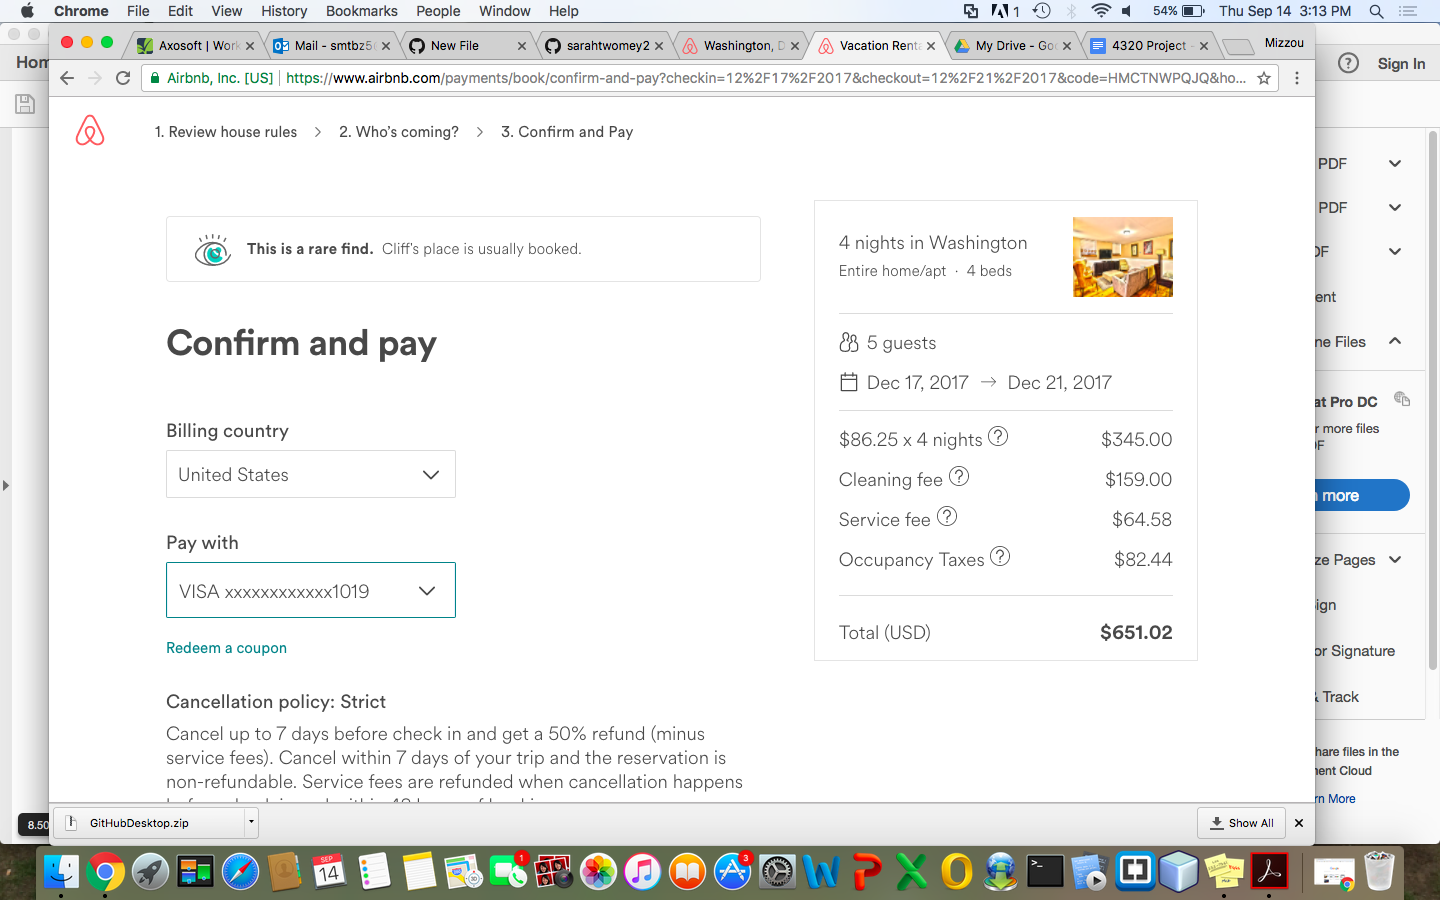 Chrome File Edit View History Bookmarks People Window Help 1 54% Thu Sep 14 3:13 PM
Axosoft | Work Mail - smtbz5 New File sarahtwomey2 Washington, D Vacation Renta My Drive - Goo 4320 Project - Mizzou
Hom
Sign In
Airbnb, Inc. [US] | https://www.airbnb.com/payments/book/confirm-and-pay?checkin=12%2F17%2F2017&checkout=12%2F21%2F2017&code=HMCTNWPQJQ&ho...
1. Review house rules > 2. Who's coming? > 3. Confirm and Pay
This is a rare find. Cliff's place is usually booked.
Confirm and pay
Billing country
United States
Pay with
VISA xxxxxxxxxxxx1019
Redeem a coupon
Cancellation policy: Strict
Cancel up to 7 days before check in and get a 50% refund (minus
service fees). Cancel within 7 days of your trip and the reservation is
non-refundable. Service fees are refunded when cancellation happens
4 nights in Washington
Entire home/apt · 4 beds
5 guests
Dec 17, 2017 → Dec 21, 2017
$86.25 x 4 nights ? $345.00
Cleaning fee ? $159.00
Service fee ? $64.58
Occupancy Taxes ? $82.44
Total (USD) $651.02
PDF
PDF
DF
ent
ne Files
at Pro DC
r more files
DF
more
ze Pages
ign
or Signature
& Track
hare files in the
ment Cloud
rn More
8.50
GitHubDesktop.zip
Show All
SEP
14
1
3